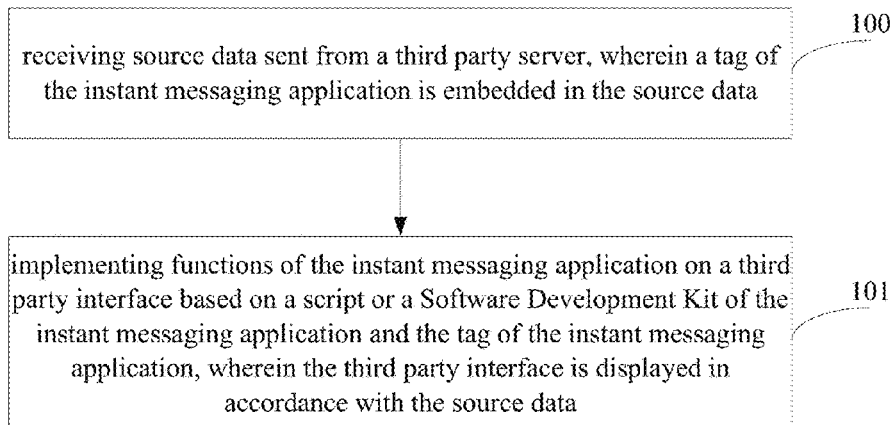 100
receiving source data sent from a third party server, wherein a tag of
the instant messaging application is embedded in the source data
implementing functions of the instant messaging application on a third
party interface based on a script or a Software Development Kit of the
instant messaging application and the tag of the instant messaging
application, wherein the third party interface is displayed in
accordance with the source data
101